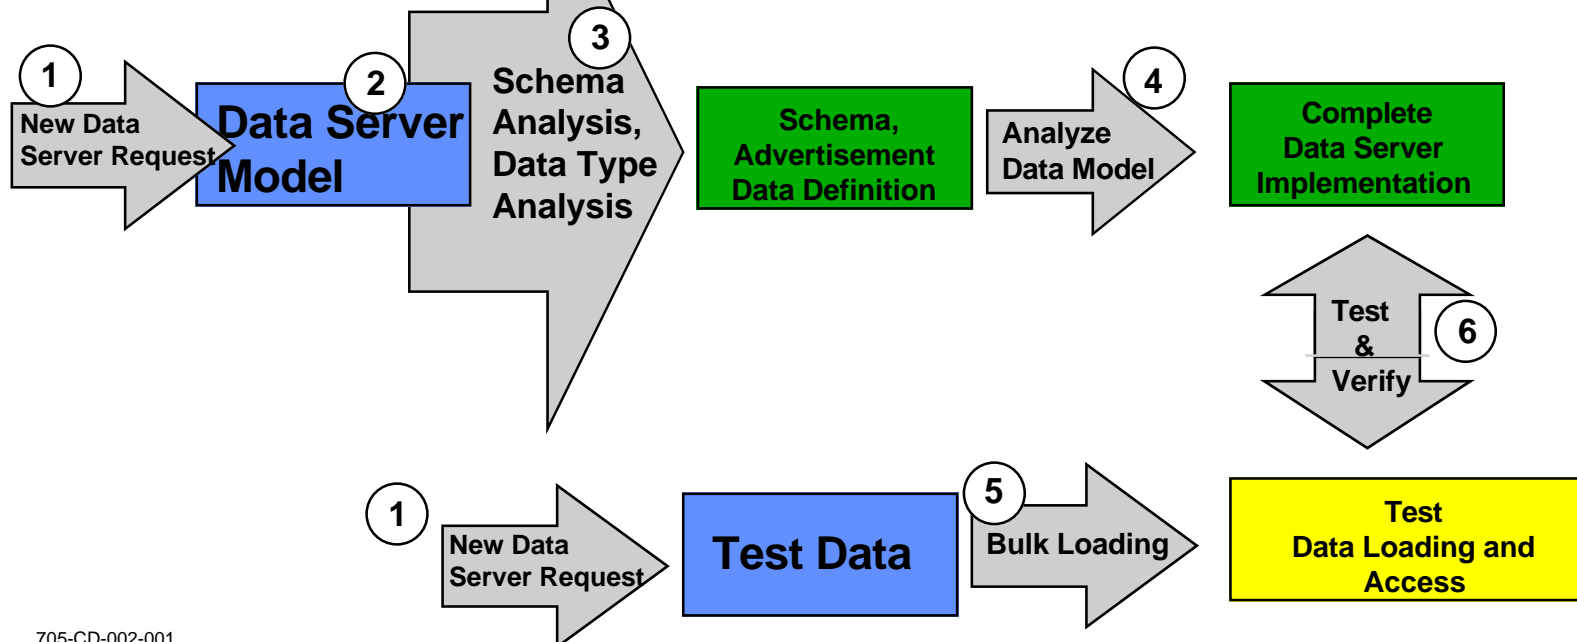 1
New Data
Server Request
2
Data Server
Model
3
Schema
Analysis,
Data Type
Analysis
Schema,
Advertisement
Data Definition
4
Analyze
Data Model
Complete
Data Server
Implementation
Test
&
Verify
6
1
New Data
Server Request
Test Data
5
Bulk Loading
Test
Data Loading and
Access
705-CD-002-001